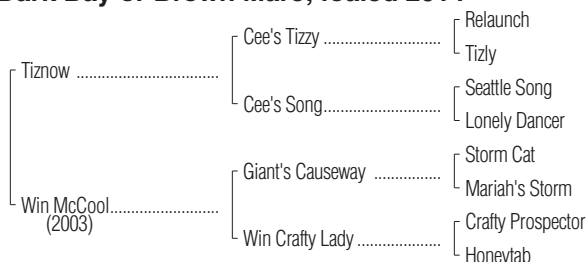 Dark Bay or Brown Mare; foaled 2011
Relaunch
Cee's Tizzy ..............................
Tizly
Tiznow ....................................
Seattle Song
Cee's Song..............................
Lonely Dancer
Storm Cat
Giant's Causeway .................
Mariah's Storm
Win McCool...........................
(2003)
Crafty Prospector
Win Crafty Lady .....................
Honeytab